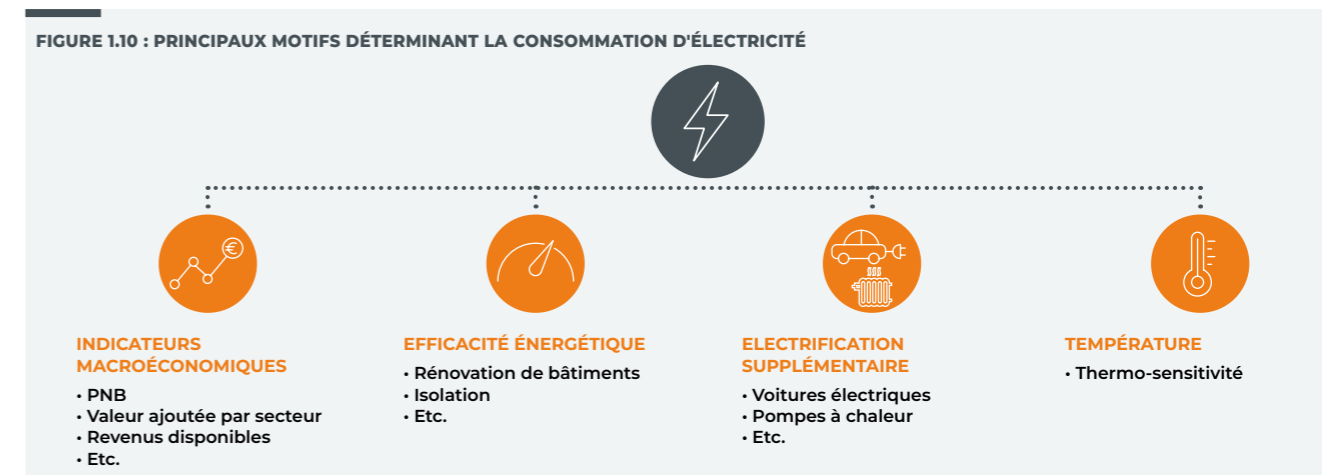 FIGURE 1.10 : PRINCIPAUX MOTIFS DÉTERMINANT LA CONSOMMATION D'ÉLECTRICITÉ
€
INDICATEURS
MACROÉCONOMIQUES
• PNB
• Valeur ajoutée par secteur
• Revenus disponibles
• Etc.
EFFICACITÉ ÉNERGÉTIQUE
• Rénovation de bâtiments
• Isolation
• Etc.
ELECTRIFICATION
SUPPLÉMENTAIRE
• Voitures électriques
• Pompes à chaleur
• Etc.
TEMPÉRATURE
• Thermo-sensitivité